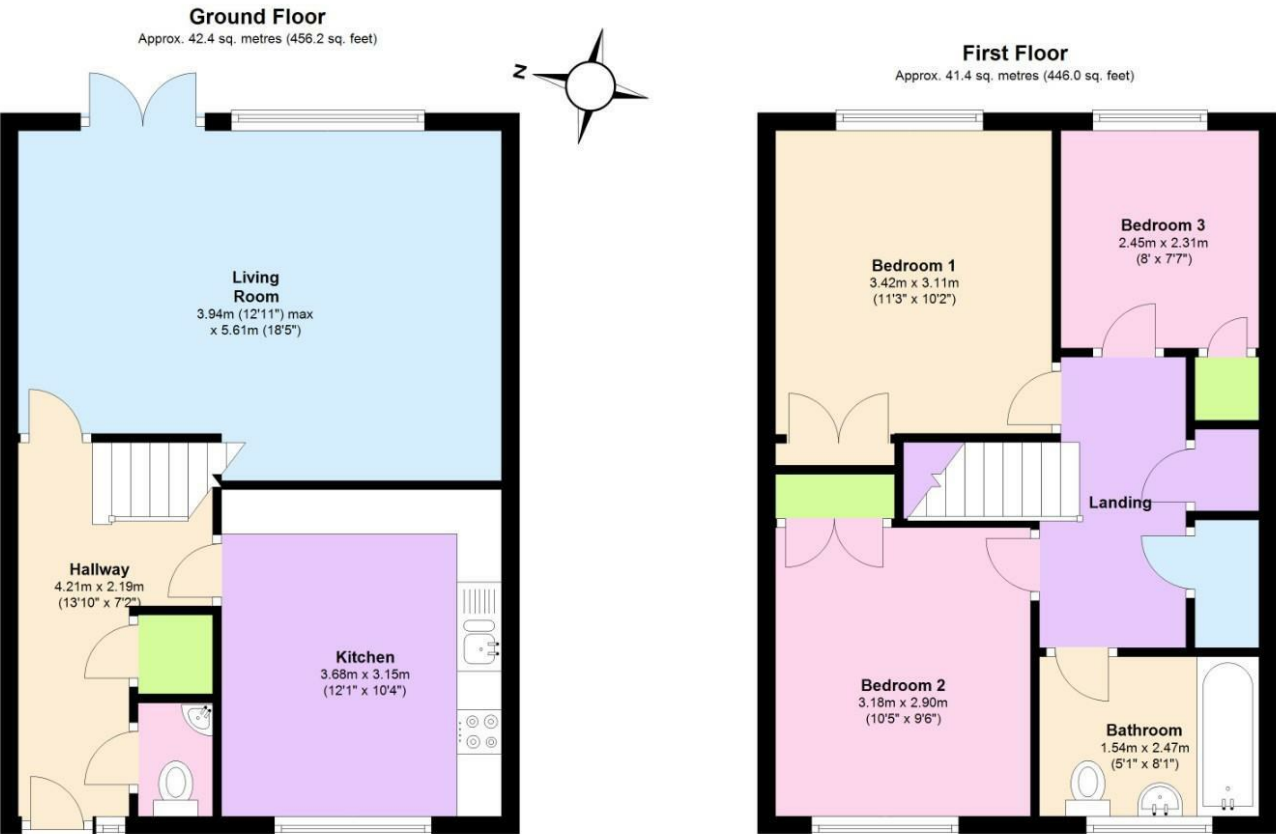 Ground Floor
Approx. 42.4 sq. metres (456.2 sq. feet)
N
First Floor
Approx. 41.4 sq. metres (446.0 sq. feet)
Living
Room
3.94m (12'11") max
x 5.61m (18'5")
Hallway
4.21m x 2.19m
(13'10" x 7'2")
Kitchen
3.68m x 3.15m
(12'1" x 10'4")
Bedroom 1
3.42m x 3.11m
(11'3" x 10'2")
Bedroom 3
2.45m x 2.31m
(8' x 7'7")
Landing
Bedroom 2
3.18m x 2.90m
(10'5" x 9'6")
Bathroom
1.54m x 2.47m
(5'1" x 8'1")